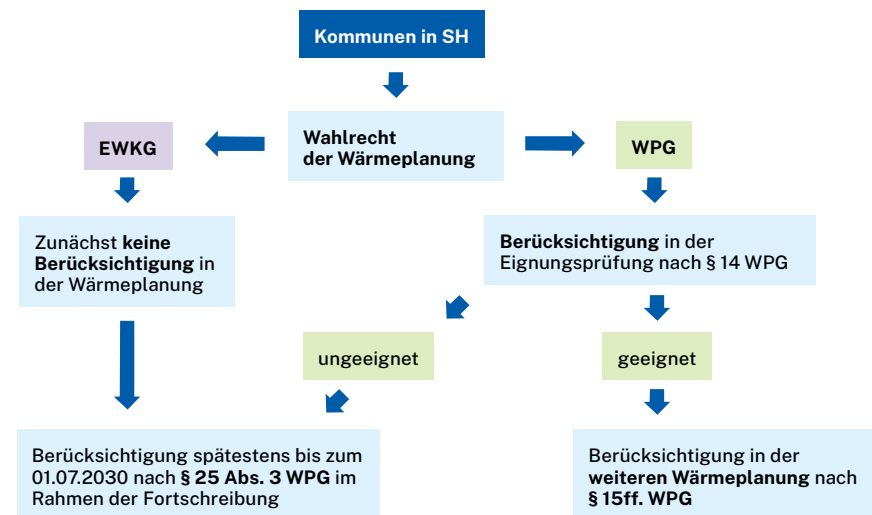 Kommunen in SH
EWKG
Wahlrecht
der Wärmeplanung
WPG
Zunächst keine
Berücksichtigung in
der Wärmeplanung
Berücksichtigung in der
Eignungsprüfung nach § 14 WPG
ungeeignet
geeignet
Berücksichtigung spätestens bis zum
01.07.2030 nach § 25 Abs. 3 WPG im
Rahmen der Fortschreibung
Berücksichtigung in der
weiteren Wärmeplanung nach
§ 15ff. WPG